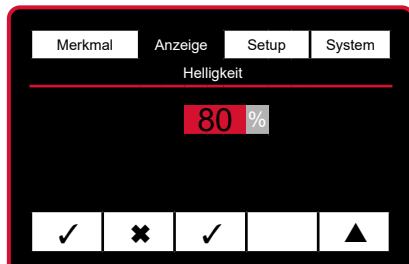 Merkmal Anzeige Setup System
Helligkeit
80 %
✓ ✖ ✓ ▲